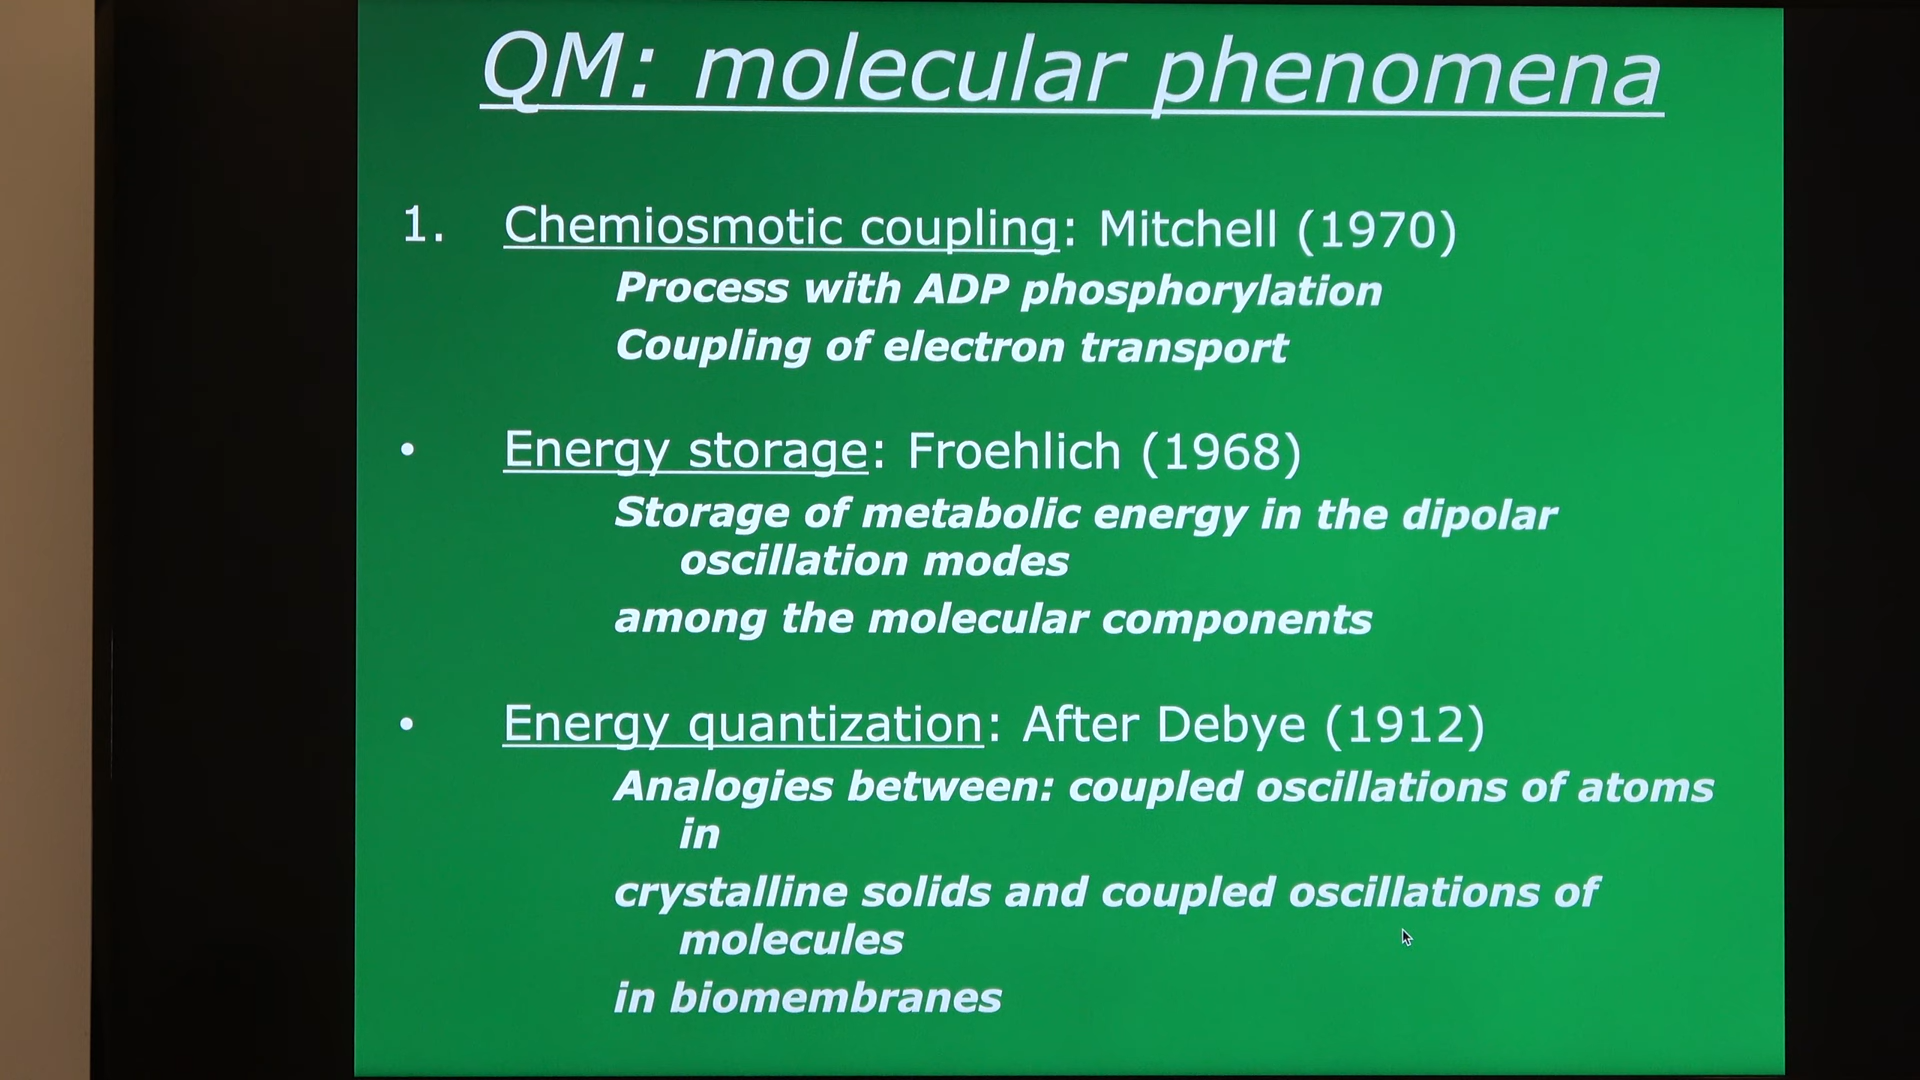 QM: molecular phenomena
1. Chemiosmotic coupling: Mitchell (1970)
Process with ADP phosphorylation
Coupling of electron transport
• Energy storage: Froehlich (1968)
Storage of metabolic energy in the dipolar
oscillation modes
among the molecular components
• Energy quantization: After Debye (1912)
Analogies between: coupled oscillations of atoms
in
crystalline solids and coupled oscillations of
molecules
in biomembranes